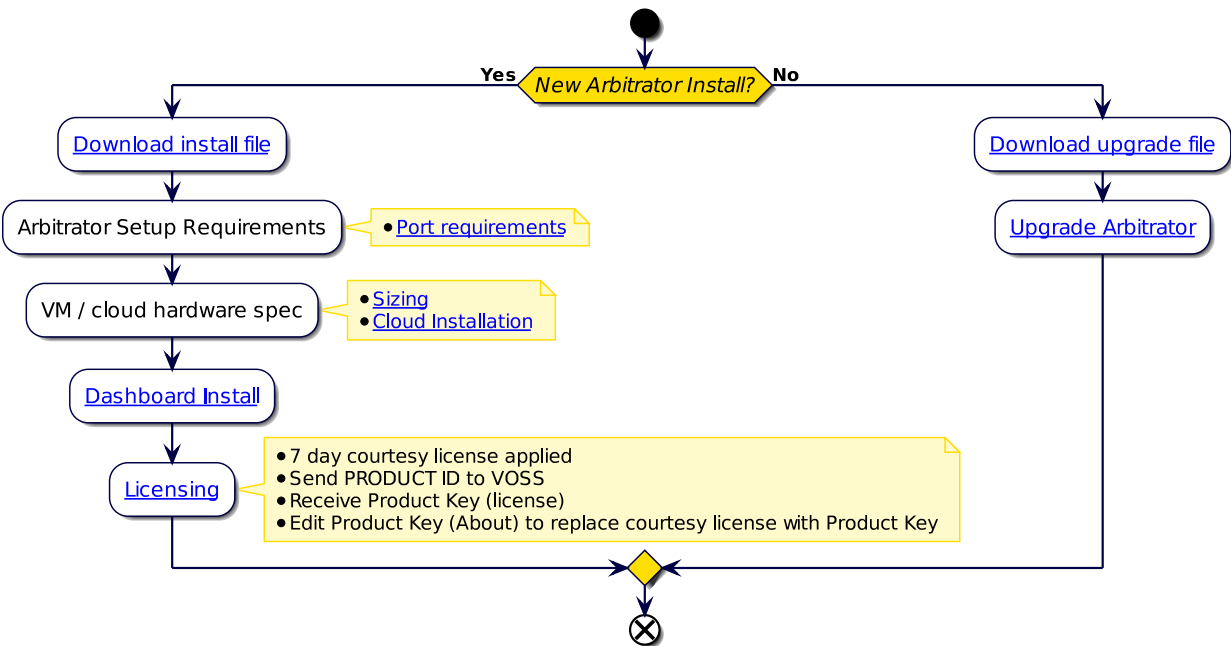 New Arbitrator Install?
Yes
No
Download install file
Arbitrator Setup Requirements
• Port requirements
VM / cloud hardware spec
• Sizing
• Cloud Installation
Dashboard Install
Licensing
• 7 day courtesy license applied
• Send PRODUCT ID to VOSS
• Receive Product Key (license)
• Edit Product Key (About) to replace courtesy license with Product Key
Download upgrade file
Upgrade Arbitrator